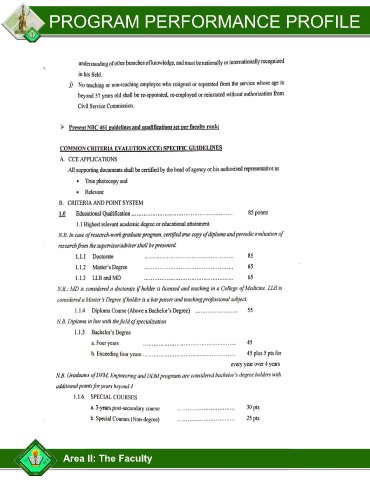 PROGRAM PERFORMANCE PROFILE
understanding of other branches of knowledge, and must be nationally or internationally recognized
in his field.
j) No teaching or non-teaching employee who resigned or separated from the service whose age is
beyond 57 years old shall be re-appointed, re-employed or reinstated without authorization from
Civil Service Commission.
➢ Present NBC 461 guidelines and qualifications set per faculty rank:
COMMON CRITERIA EVALUTION (CCE) SPECIFIC GUIDELINES
A. CCE APPLICATIONS
All supporting documents shall be certified by the head of agency or his authorized representative as
• True photocopy and
• Relevant
B. CRITERIA AND POINT SYSTEM
1.0 Educational Qualification ........................................ 85 points
1.1 Highest relevant academic degree or educational attainment
N.B. In case of research-work graduate program, certified true copy of diploma and periodic evaluation of
research from the supervisor/adviser shall be presented.
1.1.1 Doctorate ........................................ 85
1.1.2 Master's Degree ........................................ 65
1.1.3 LLB and MD ........................................ 65
N.B.: MD is considered a doctorate if holder is licensed and teaching in a College of Medicine. LLB is
considered a Master's Degree if holder is a bar passer and teaching professional subject.
1.1.4 Diploma Course (Above a Bachelor's Degree) .................... 55
N.B. Diploma in line with the field of specialization
1.1.5 Bachelor's Degree
a. Four years ........................................ 45
b. Exceeding four years ........................................ 45 plus 5 pts for
every year over 4 years
N.B. Graduates of DVM, Engineering and DDM programs are considered bachelor's degree holders with
additional points for years beyond 4
1.1.6 SPECIAL COURSES
a. 3-years post-secondary course ........................ 30 pts
b. Special Courses (Non-degree) ........................ 25 pts
Area II: The Faculty